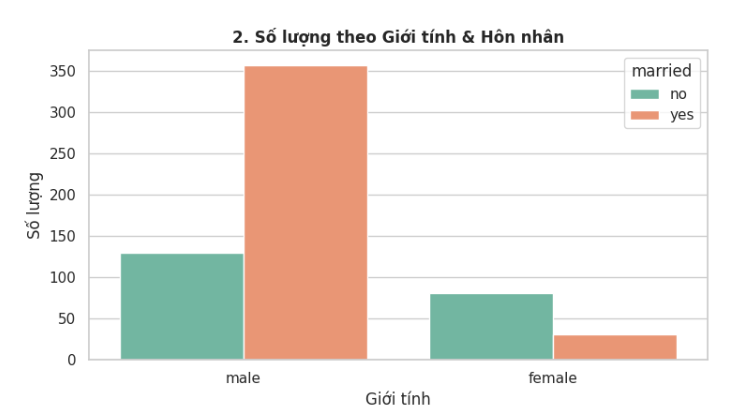 2. Số lượng theo Giới tính & Hôn nhân
married
no
yes
Số lượng
350
300
250
200
150
100
50
0
male
female
Giới tính